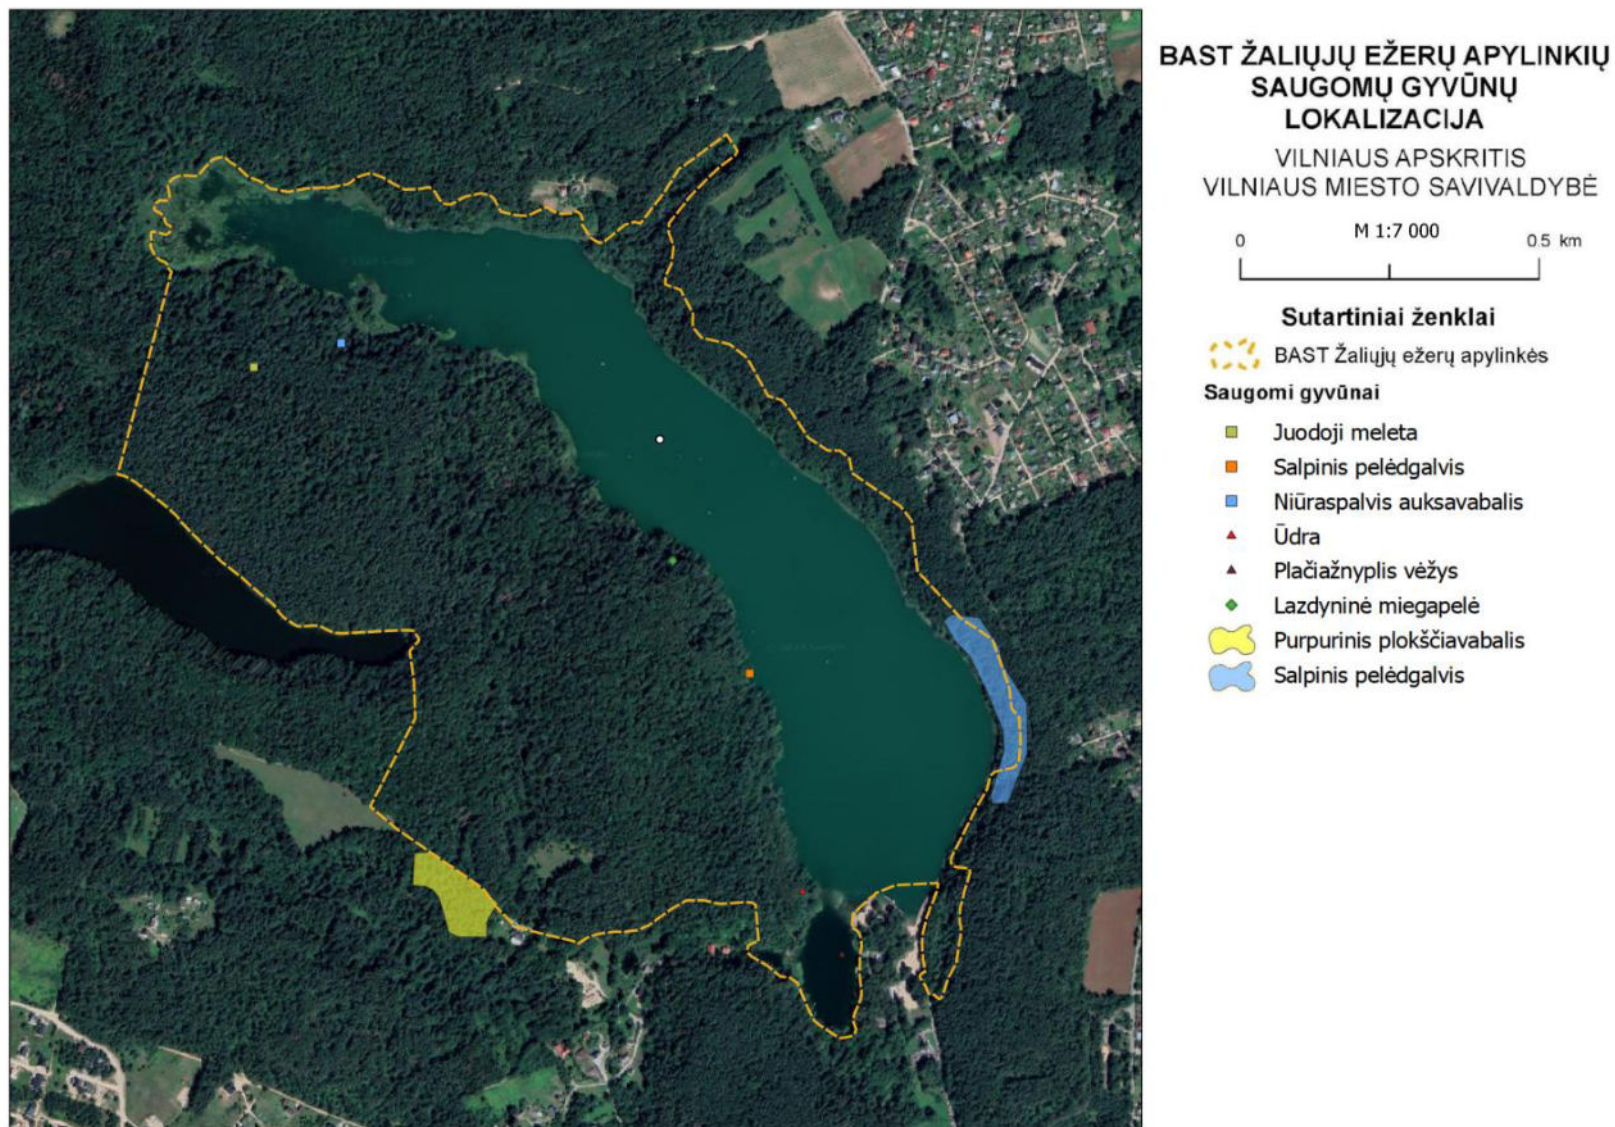 BAST ŽALIŲJŲ EŽERŲ APYLINKIŲ
SAUGOMŲ GYVŪNŲ
LOKALIZACIJA
VILNIAUS APSKRITIS
VILNIAUS MIESTO SAVIVALDYBĖ
M 1:7 000
0 0.5 km
Sutartiniai ženklai
BAST Žaliųjų ežerų apylinkės
Saugomi gyvūnai
Juodoji meleta
Salpinis pelėdgalvis
Niūraspalvis auksavabalis
Ūdra
Plačiažnyplis vėžys
Lazdyninė miegapelė
Purpurinis plokščiavabalis
Salpinis pelėdgalvis